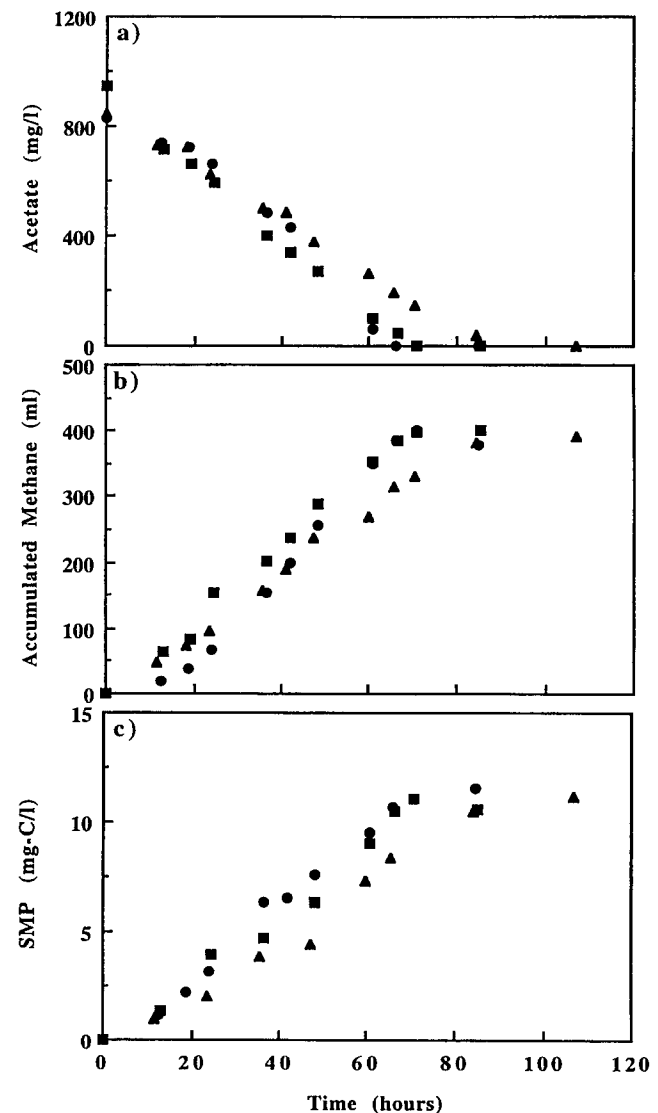 1200
a)
800
400
0
Acetate (mg/l)
500
b)
400
300
200
100
0
Accumulated Methane (ml)
15
c)
10
5
0
SMP (mg-C/l)
0 20 40 60 80 100 120
Time (hours)